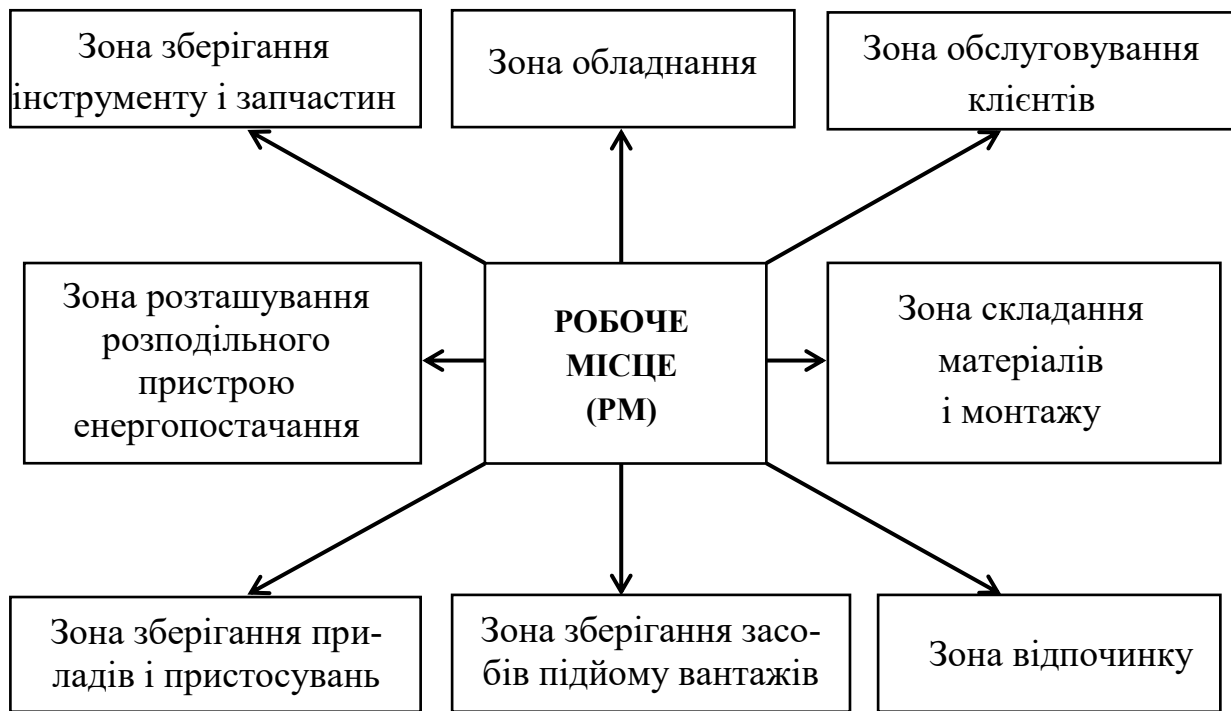 Зона зберігання
інструменту і запчастин
Зона обладнання
Зона обслуговування
клієнтів
Зона розташування
розподільного
пристрою
енергопостачання
РОБОЧЕ
МІСЦЕ
(РМ)
Зона складання
матеріалів
і монтажу
Зона зберігання при-
ладів і пристосувань
Зона зберігання засо-
бів підйому вантажів
Зона відпочинку